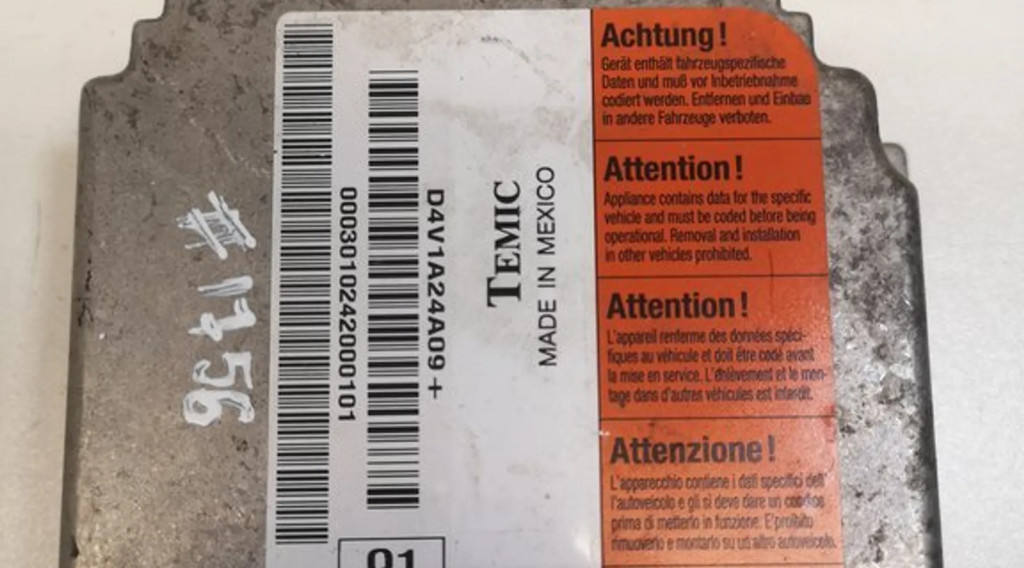 #1756
00030102420000101
D4V1A24A09+
TEMIC
MADE IN MEXICO
01
Achtung!
Gerät enthält fahrzeugspezifische
Daten und muß vor Inbetriebnahme
codiert werden. Entfernen und Einbau
in andere Fahrzeuge verboten.
Attention!
Appliance contains data for the specific
vehicle and must be coded before being
operational. Removal and installation
in other vehicles prohibited.
Attention!
L'appareil renferme des données spéci-
fiques au véhicule et doit être codé avant
la mise en service. L'enlèvement et le mon-
tage dans d'autres véhicules est interdit.
Attenzione!
L'apparecchio contiene i dati specifici dell'
l'autoveicolo e gli si deve dare un codice
prima di metterlo in funzione. E'proibito
rimuoverlo e montarlo su un altro autoveicolo.